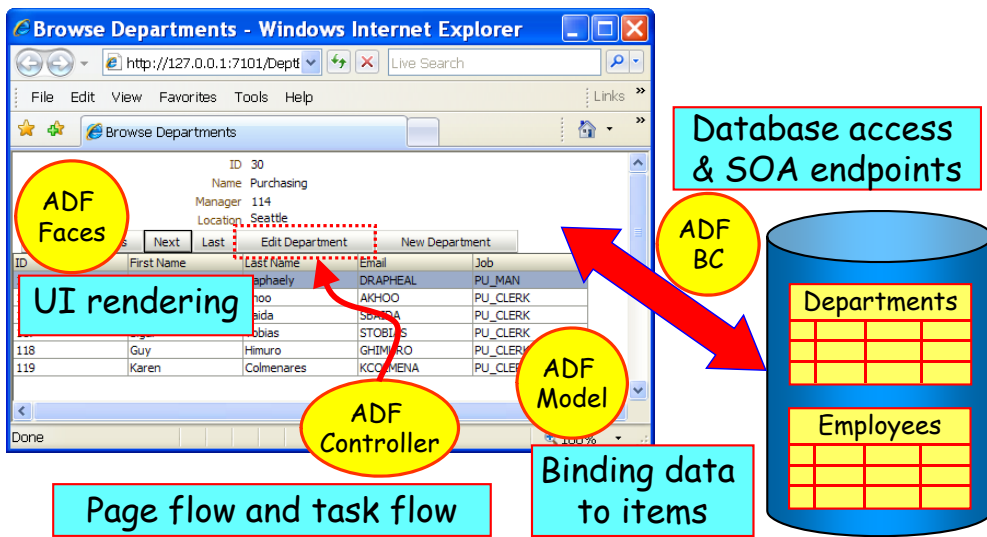 Browse Departments - Windows Internet Explorer
http://127.0.0.1:7101/Dept
Live Search
File Edit View Favorites Tools Help
Links »
Browse Departments
»
ID 30
Name Purchasing
Manager 114
Location Seattle
Next Last Edit Department New Department
ID First Name Last Name Email Job
DRAPHEAL PU_MAN
AKHOO PU_CLERK
PU_CLERK
PU_CLERK
118 Guy Himuro PU_CLERK
119 Karen Colmenares
Done
100%
ADF
Faces
UI rendering
ADF
Controller
Page flow and task flow
ADF
Model
Binding data
to items
ADF
BC
Database access
& SOA endpoints
Departments
Employees